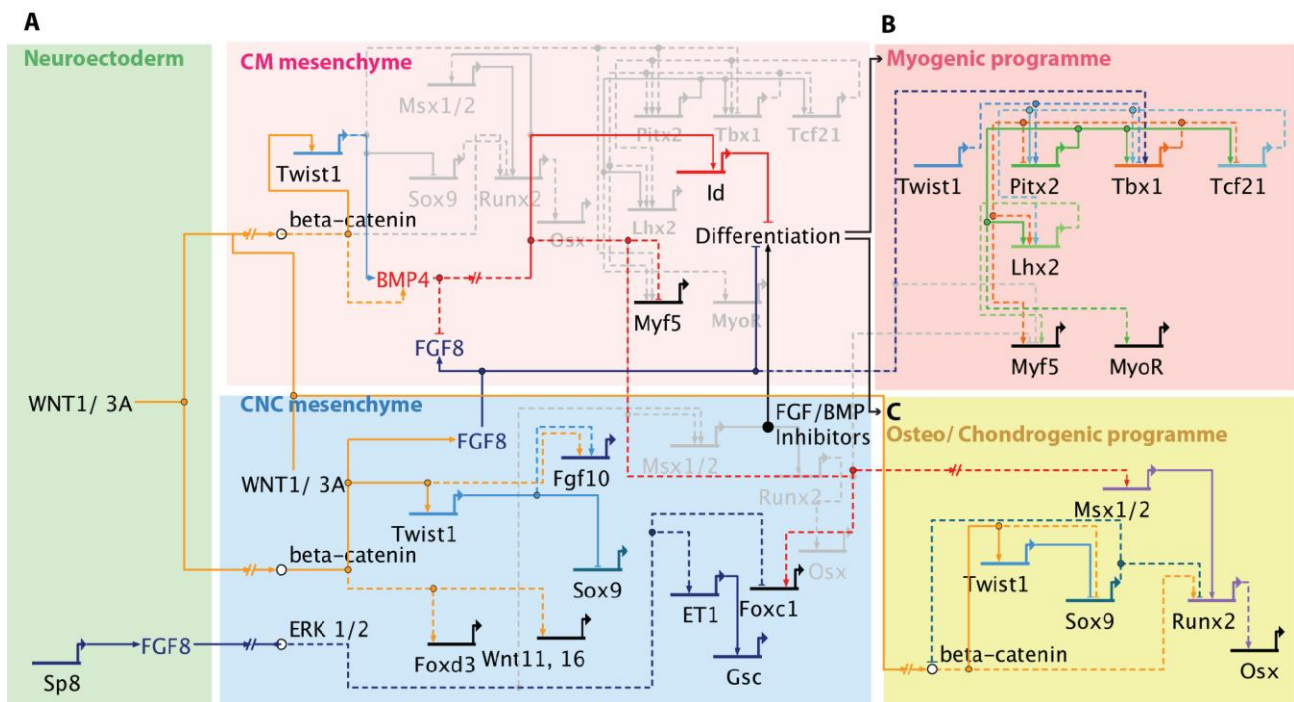 A
B
Neuroectoderm
CM mesenchyme
Myogenic programme
Msx1/2
Pitx2
Tbx1
Tcf21
Twist1
Sox9
Runx2
Id
Twist1
Pitx2
Tbx1
Tcf21
beta-catenin
Osx
Lhx2
Differentiation
Lhx2
BMP4
Myf5
MyoR
FGF8
Myf5
MyoR
WNT1/ 3A
CNC mesenchyme
FGF/BMP
Inhibitors
C
Osteo/ Chondrogenic programme
FGF8
Msx1/2
WNT1/ 3A
Fgf10
Runx2
Msx1/2
Twist1
beta-catenin
Osx
Twist1
Sox9
ET1
Foxc1
Sox9
Runx2
ERK 1/2
FGF8
Foxd3
Wnt11, 16
Gsc
beta-catenin
Osx
Sp8